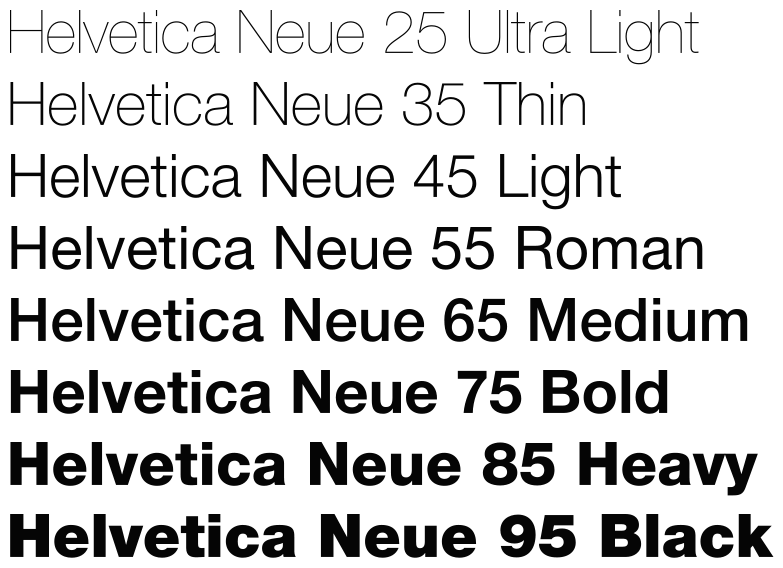 Helvetica Neue 25 Ultra Light
Helvetica Neue 35 Thin
Helvetica Neue 45 Light
Helvetica Neue 55 Roman
Helvetica Neue 65 Medium
Helvetica Neue 75 Bold
Helvetica Neue 85 Heavy
Helvetica Neue 95 Black